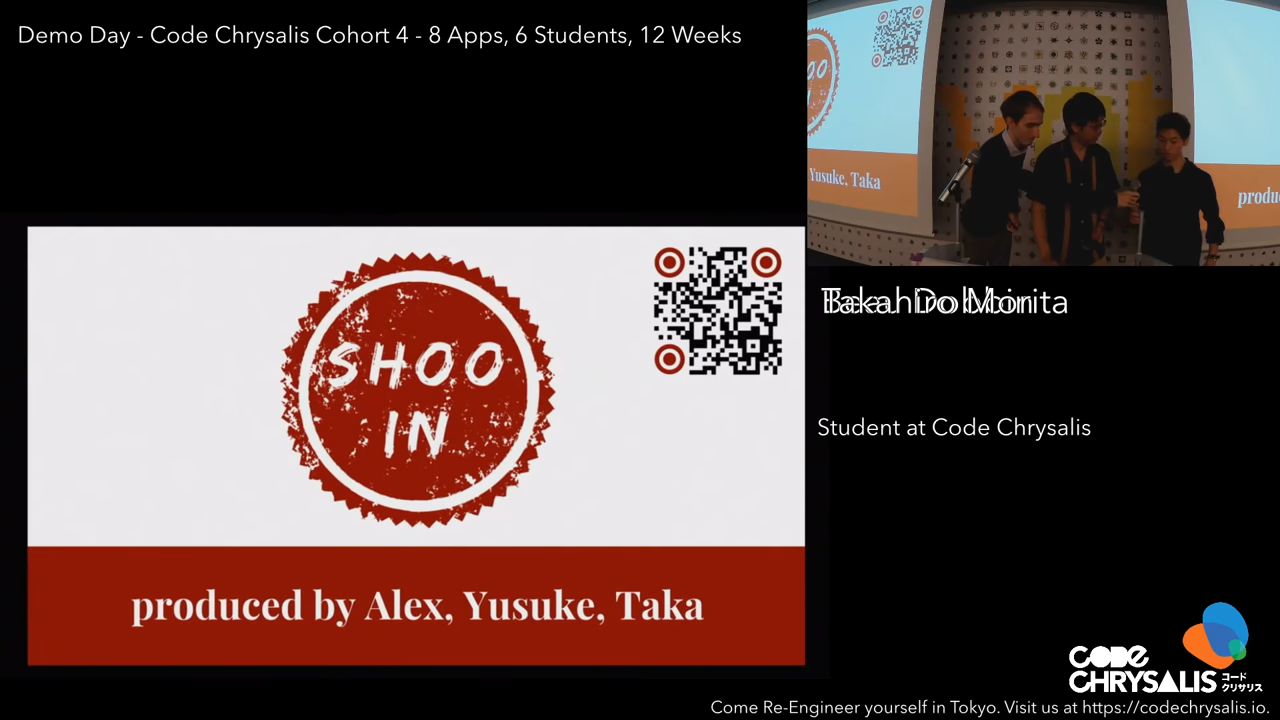 Demo Day - Code Chrysalis Cohort 4 - 8 Apps, 6 Students, 12 Weeks
Yusuke, Taka
produ
SHOO
IN
produced by Alex, Yusuke, Taka
Takahiro Morita
Student at Code Chrysalis
CODE
CHRYSALIS
コード
クリサリス
Come Re-Engineer yourself in Tokyo. Visit us at https://codechrysalis.io.